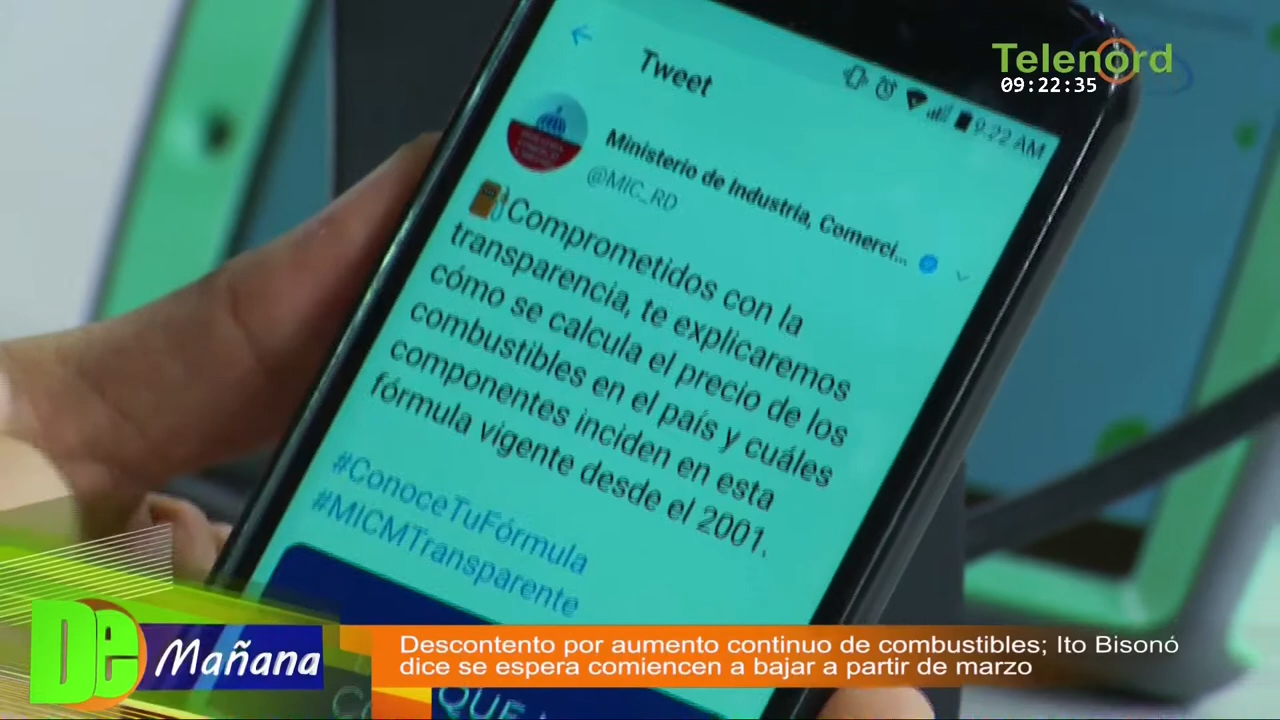 Telenord
09:22:35
9:22 AM
Tweet
Ministerio de Industria, Comerci...
@MIC_RD
Comprometidos con la
transparencia, te explicaremos
cómo se calcula el precio de los
combustibles en el país y cuáles
componentes inciden en esta
fórmula vigente desde el 2001.
#ConoceTuFórmula
#MICMTransparente
De Mañana
Descontento por aumento continuo de combustibles; Ito Bisonó
dice se espera comiencen a bajar a partir de marzo
QUE